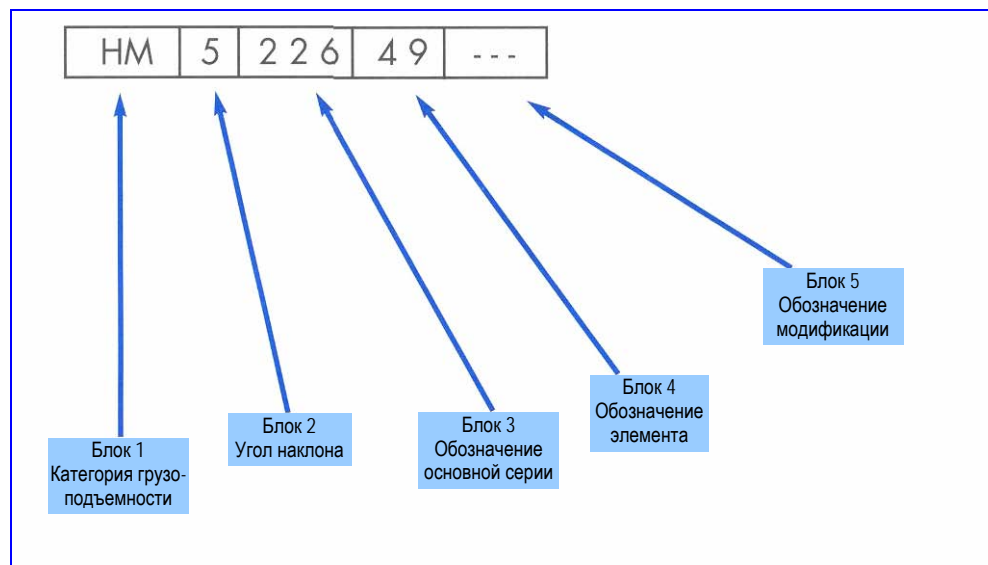 HM 5 2 2 6 4 9 - - -
Блок 5
Обозначение
модификации
Блок 4
Обозначение
элемента
Блок 3
Обозначение
основной серии
Блок 2
Угол наклона
Блок 1
Категория грузо-
подъемности